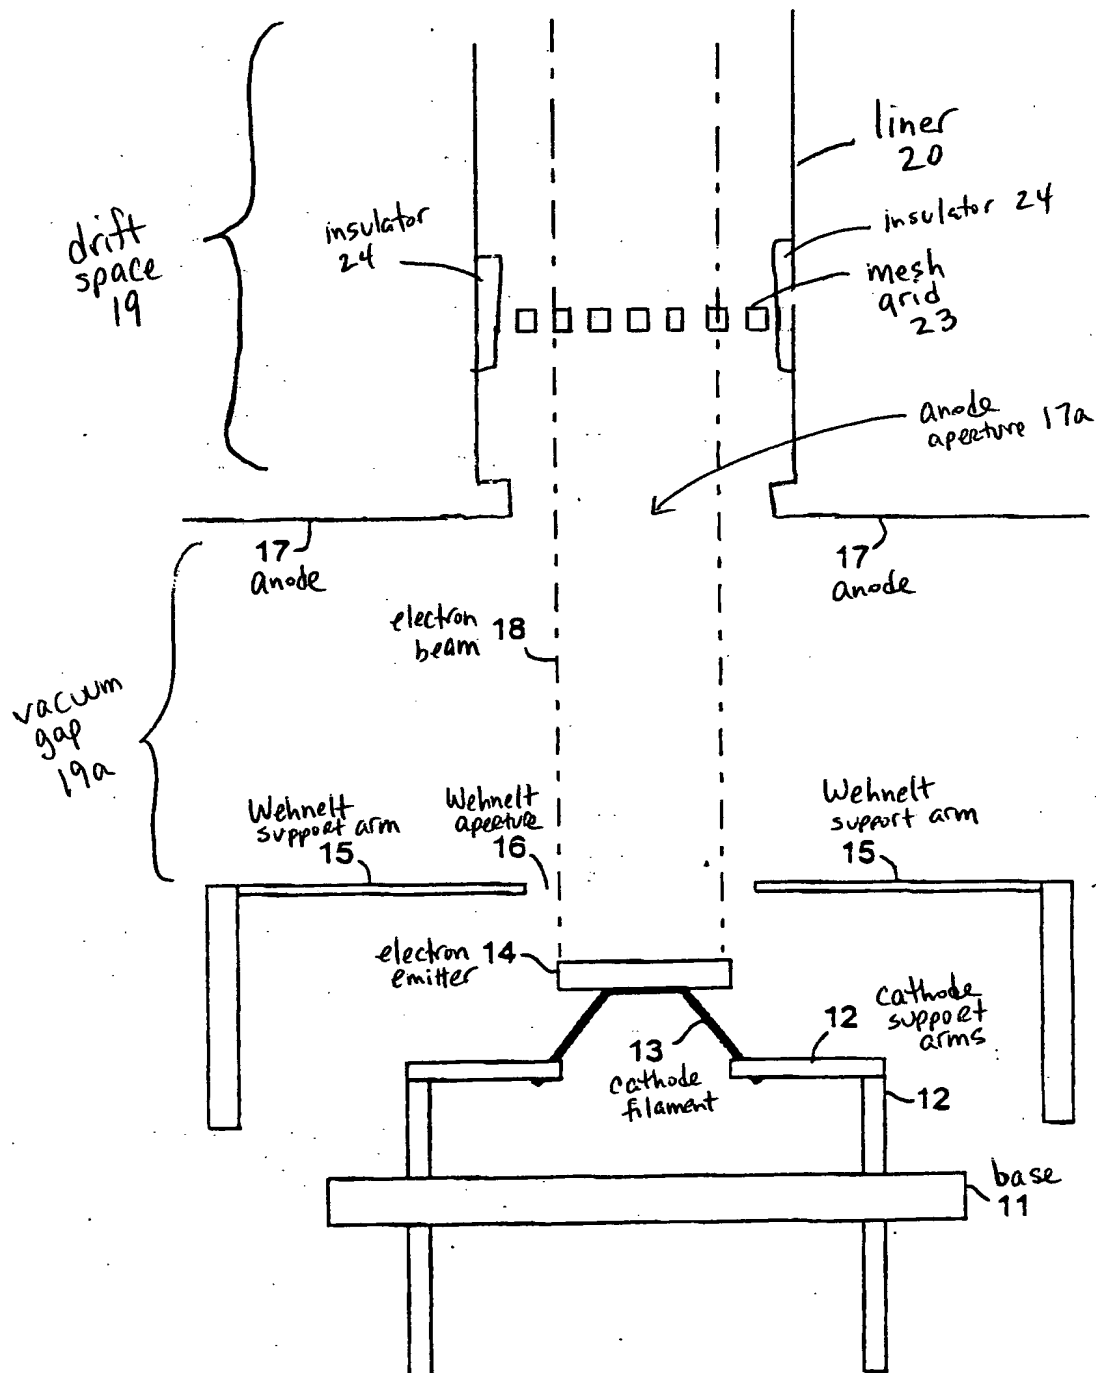 liner
20
insulator 24
insulator
24
drift
space
19
mesh
grid
23
anode
aperture 17a
17
anode
17
anode
electron 18
beam
vacuum
gap
19a
Wehnelt
support arm
15
Wehnelt
aperture
16
Wehnelt
support arm
15
electron 14
emitter
12 cathode
support
arms
13
cathode
filament
12
base
11